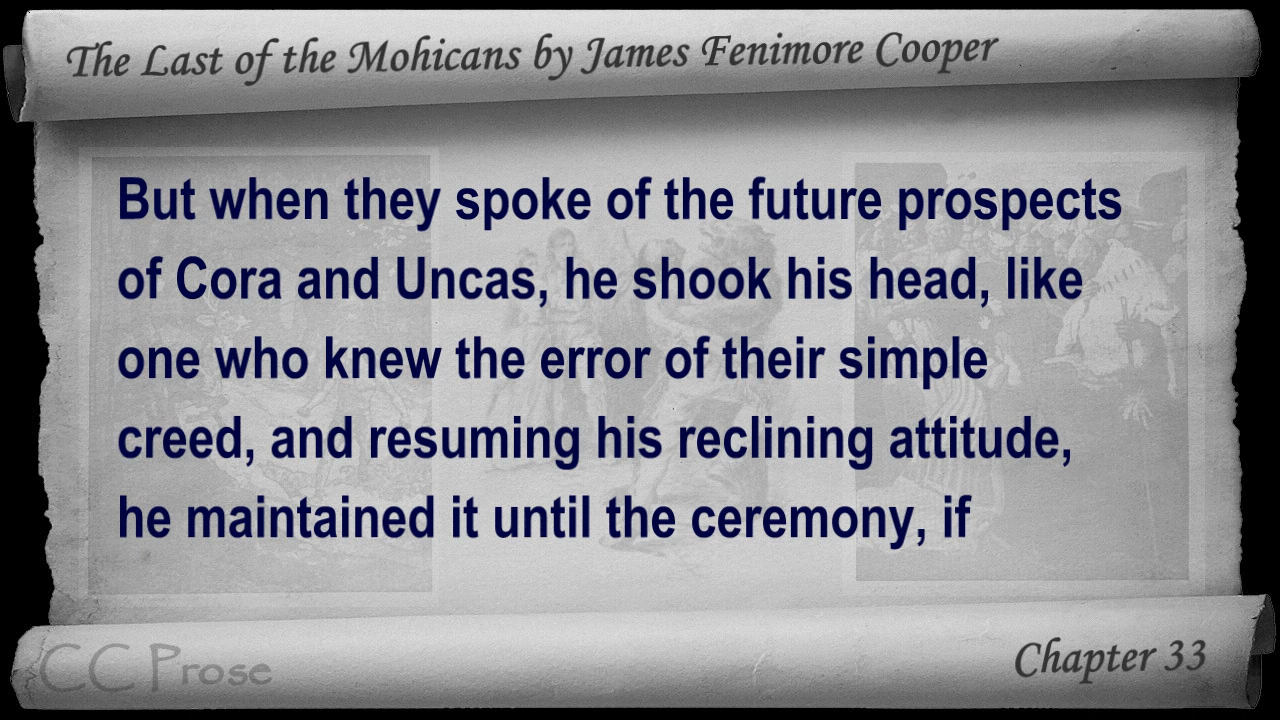 The Last of the Mohicans by James Fenimore Cooper
But when they spoke of the future prospects
of Cora and Uncas, he shook his head, like
one who knew the error of their simple
creed, and resuming his reclining attitude,
he maintained it until the ceremony, if
CC Prose
Chapter 33